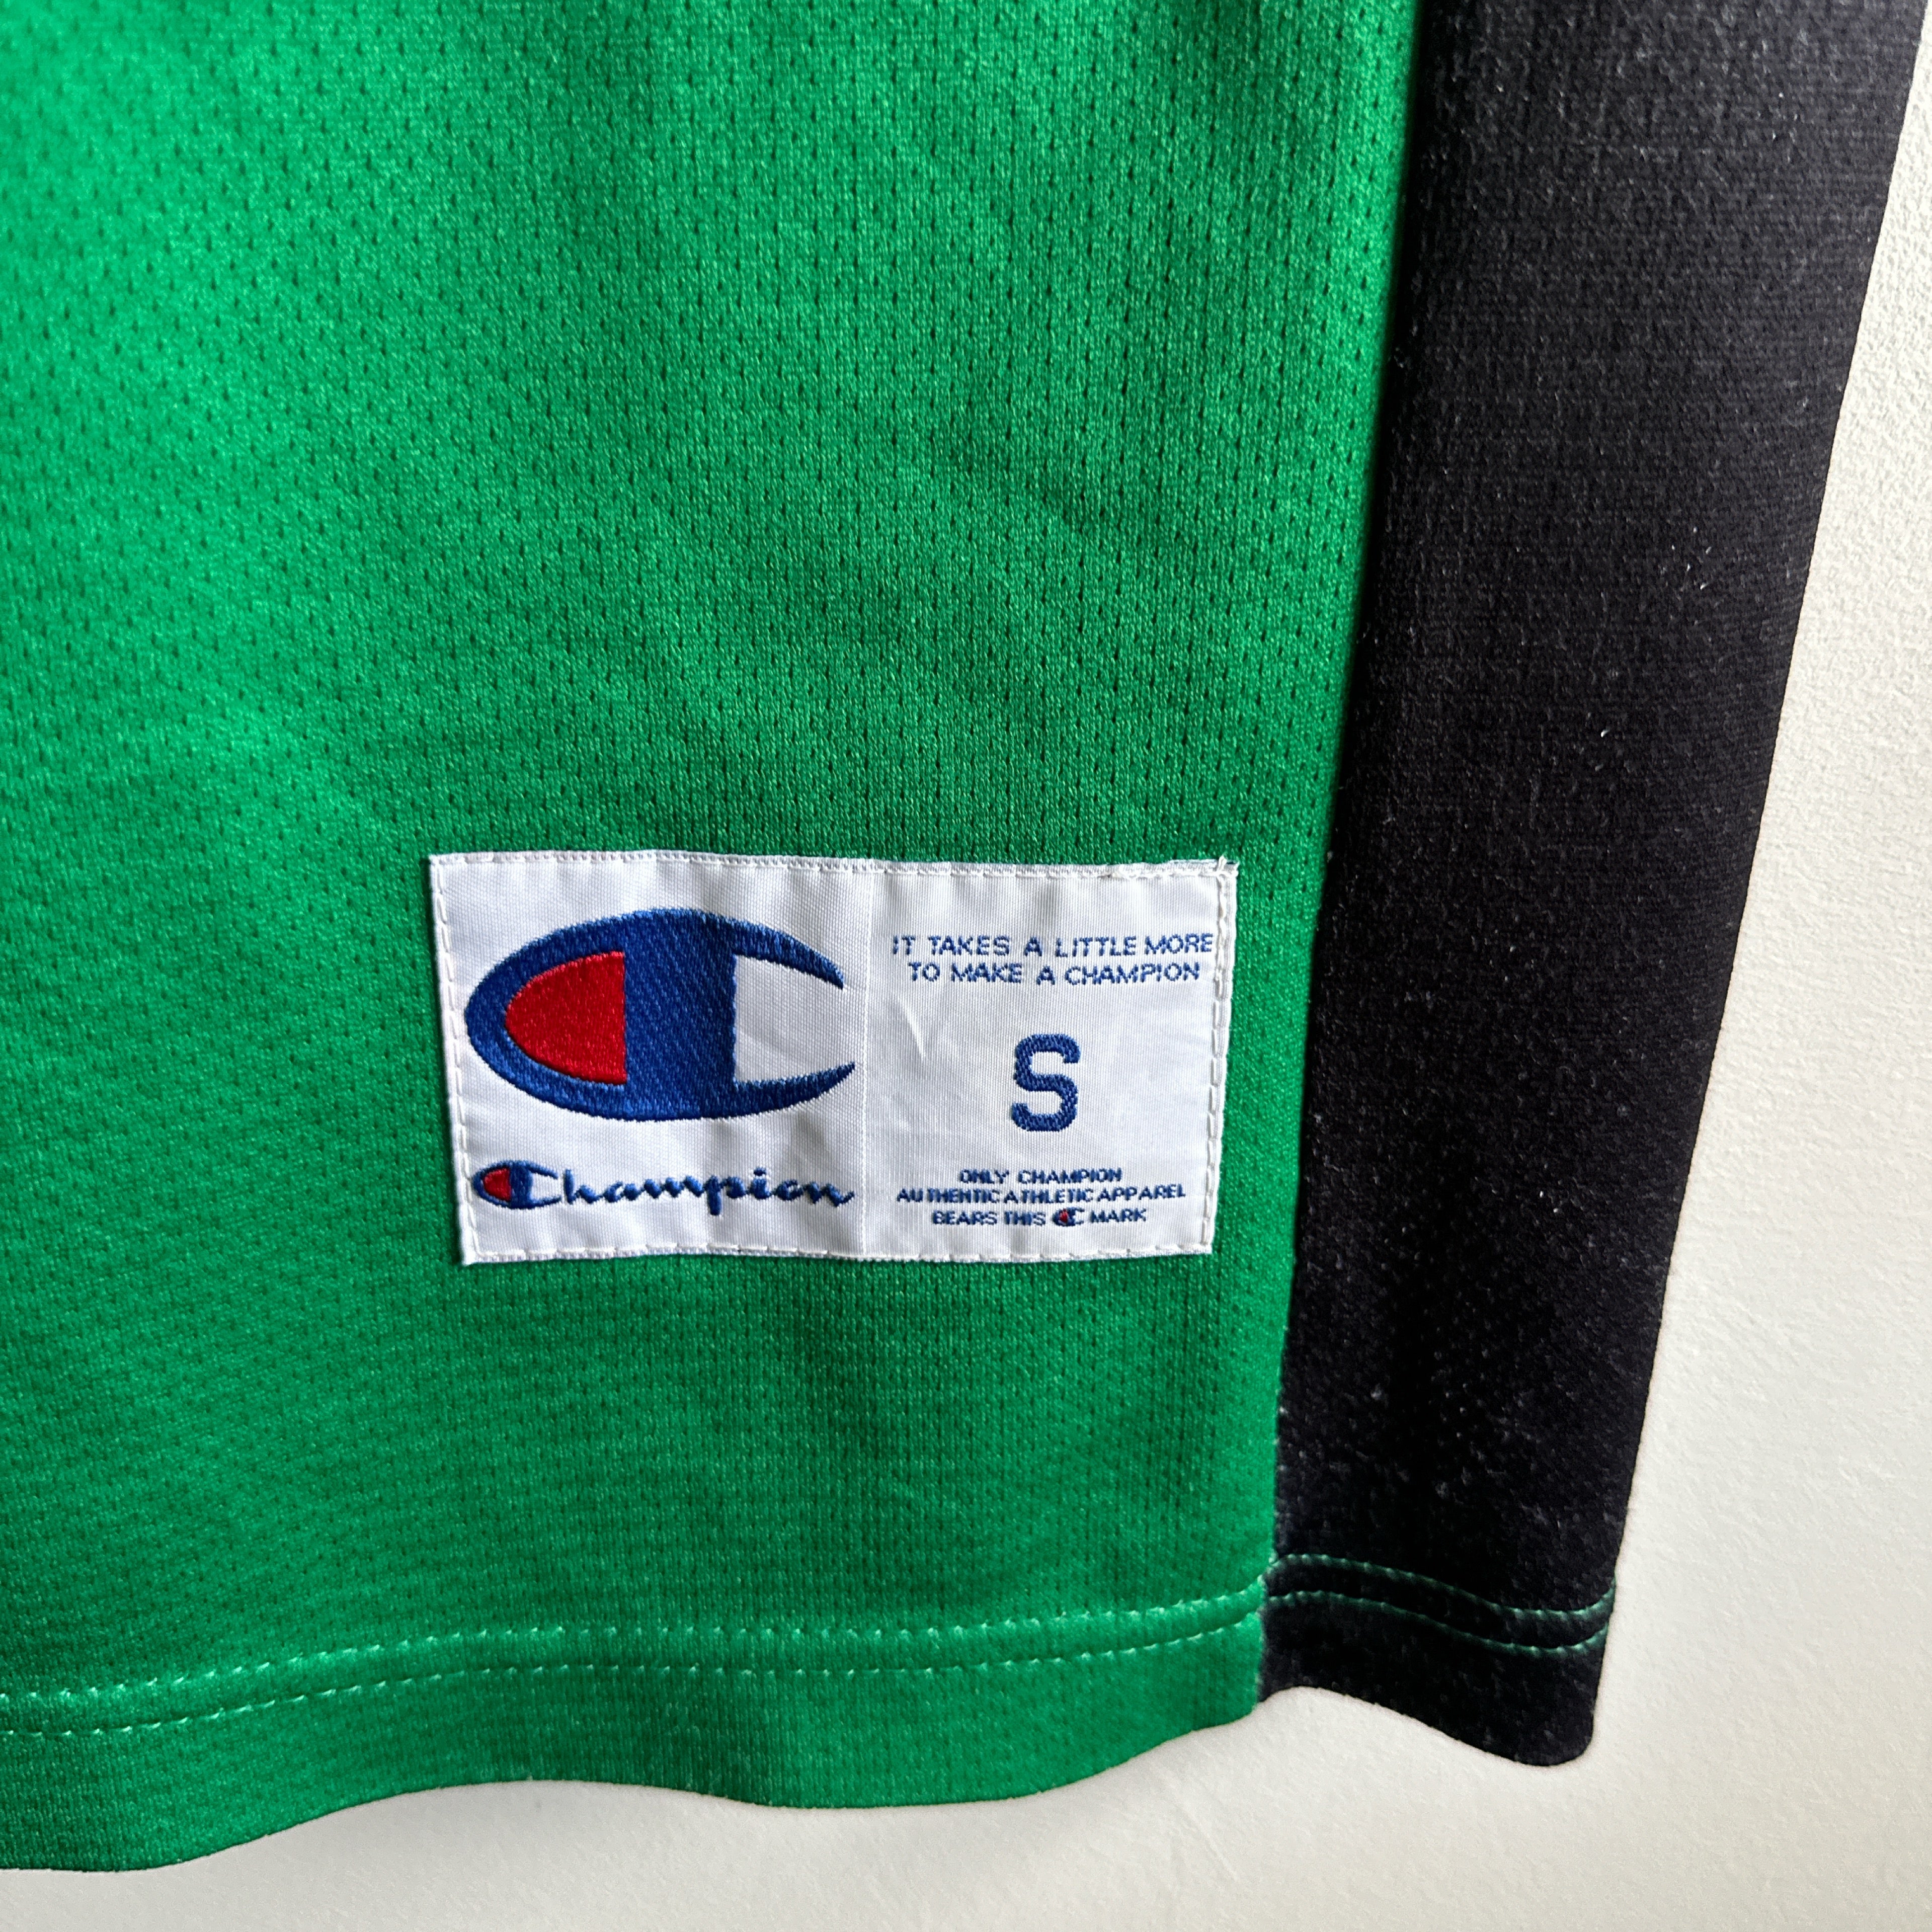 Champion
IT TAKES A LITTLE MORE
TO MAKE A CHAMPION
S
ONLY CHAMPION
AUTHENTIC ATHLETIC APPAREL
BEARS THIS C MARK